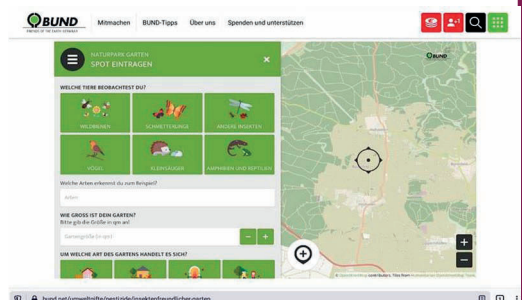 BUND
FRIENDS OF THE EARTH GERMANY
Mitmachen BUND-Tipps Über uns Spenden und unterstützen
NATURPARK GARTEN
SPOT EINTRAGEN
×
BUND
WELCHE TIERE BEOBACHTEST DU?
WILDBIENEN SCHMETTERLINGE ANDERE INSEKTEN
VÖGEL KLEINSÄUGER AMPHIBIEN UND REPTILIEN
Welche Arten erkennst du zum Beispiel?
Arten
WIE GROSS IST DEIN GARTEN?
Bitte gib die Größe in qm an!
Gartengröße (in qm)
− +
UM WELCHE ART DES GARTENS HANDELT ES SICH?
+
−
bund.net/umweltgifte/pestizide/insektenfreundlicher-garten